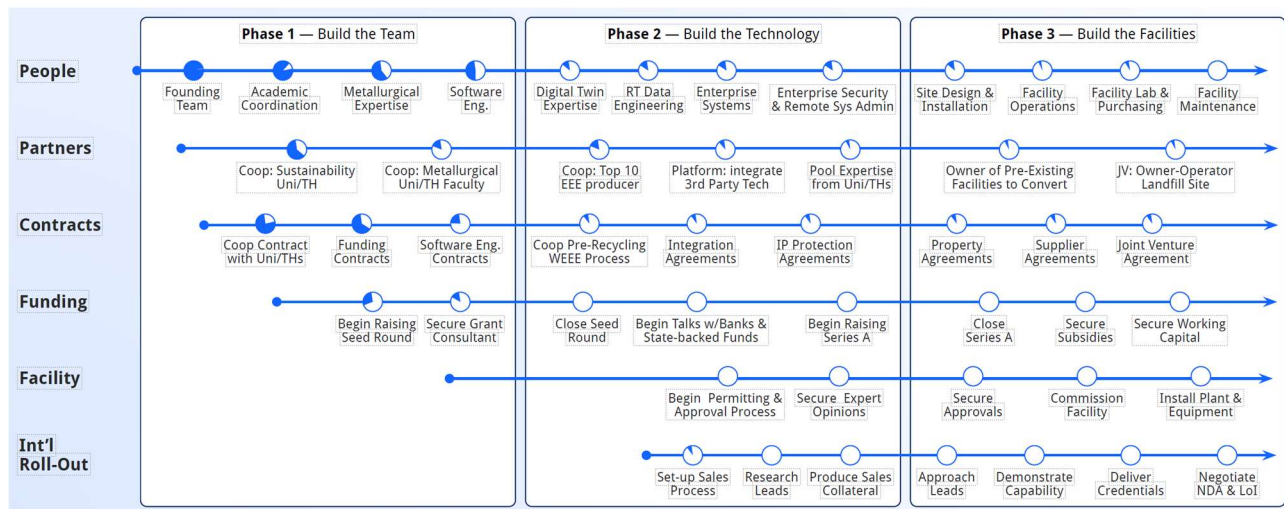 Phase 1 — Build the Team
Phase 2 — Build the Technology
Phase 3 — Build the Facilities
People
Founding
Team
Academic
Coordination
Metallurgical
Expertise
Software
Eng.
Digital Twin
Expertise
RT Data
Engineering
Enterprise
Systems
Enterprise Security
& Remote Sys Admin
Site Design &
Installation
Facility
Operations
Facility Lab &
Purchasing
Facility
Maintenance
Partners
Coop: Sustainability
Uni/TH
Coop: Metallurgical
Uni/TH Faculty
Coop: Top 10
EEE producer
Platform: integrate
3rd Party Tech
Pool Expertise
from Uni/THs
Owner of Pre-Existing
Facilities to Convert
JV: Owner-Operator
Landfill Site
Contracts
Coop Contract
with Uni/THs
Funding
Contracts
Software Eng.
Contracts
Coop Pre-Recycling
WEEE Process
Integration
Agreements
IP Protection
Agreements
Property
Agreements
Supplier
Agreements
Joint Venture
Agreement
Funding
Begin Raising
Seed Round
Secure Grant
Consultant
Close Seed
Round
Begin Talks w/Banks &
State-backed Funds
Begin Raising
Series A
Close
Series A
Secure
Subsidies
Secure Working
Capital
Facility
Begin Permitting &
Approval Process
Secure Expert
Opinions
Secure
Approvals
Commission
Facility
Install Plant &
Equipment
Int’l
Roll-Out
Set-up Sales
Process
Research
Leads
Produce Sales
Collateral
Approach
Leads
Demonstrate
Capability
Deliver
Credentials
Negotiate
NDA & LoI